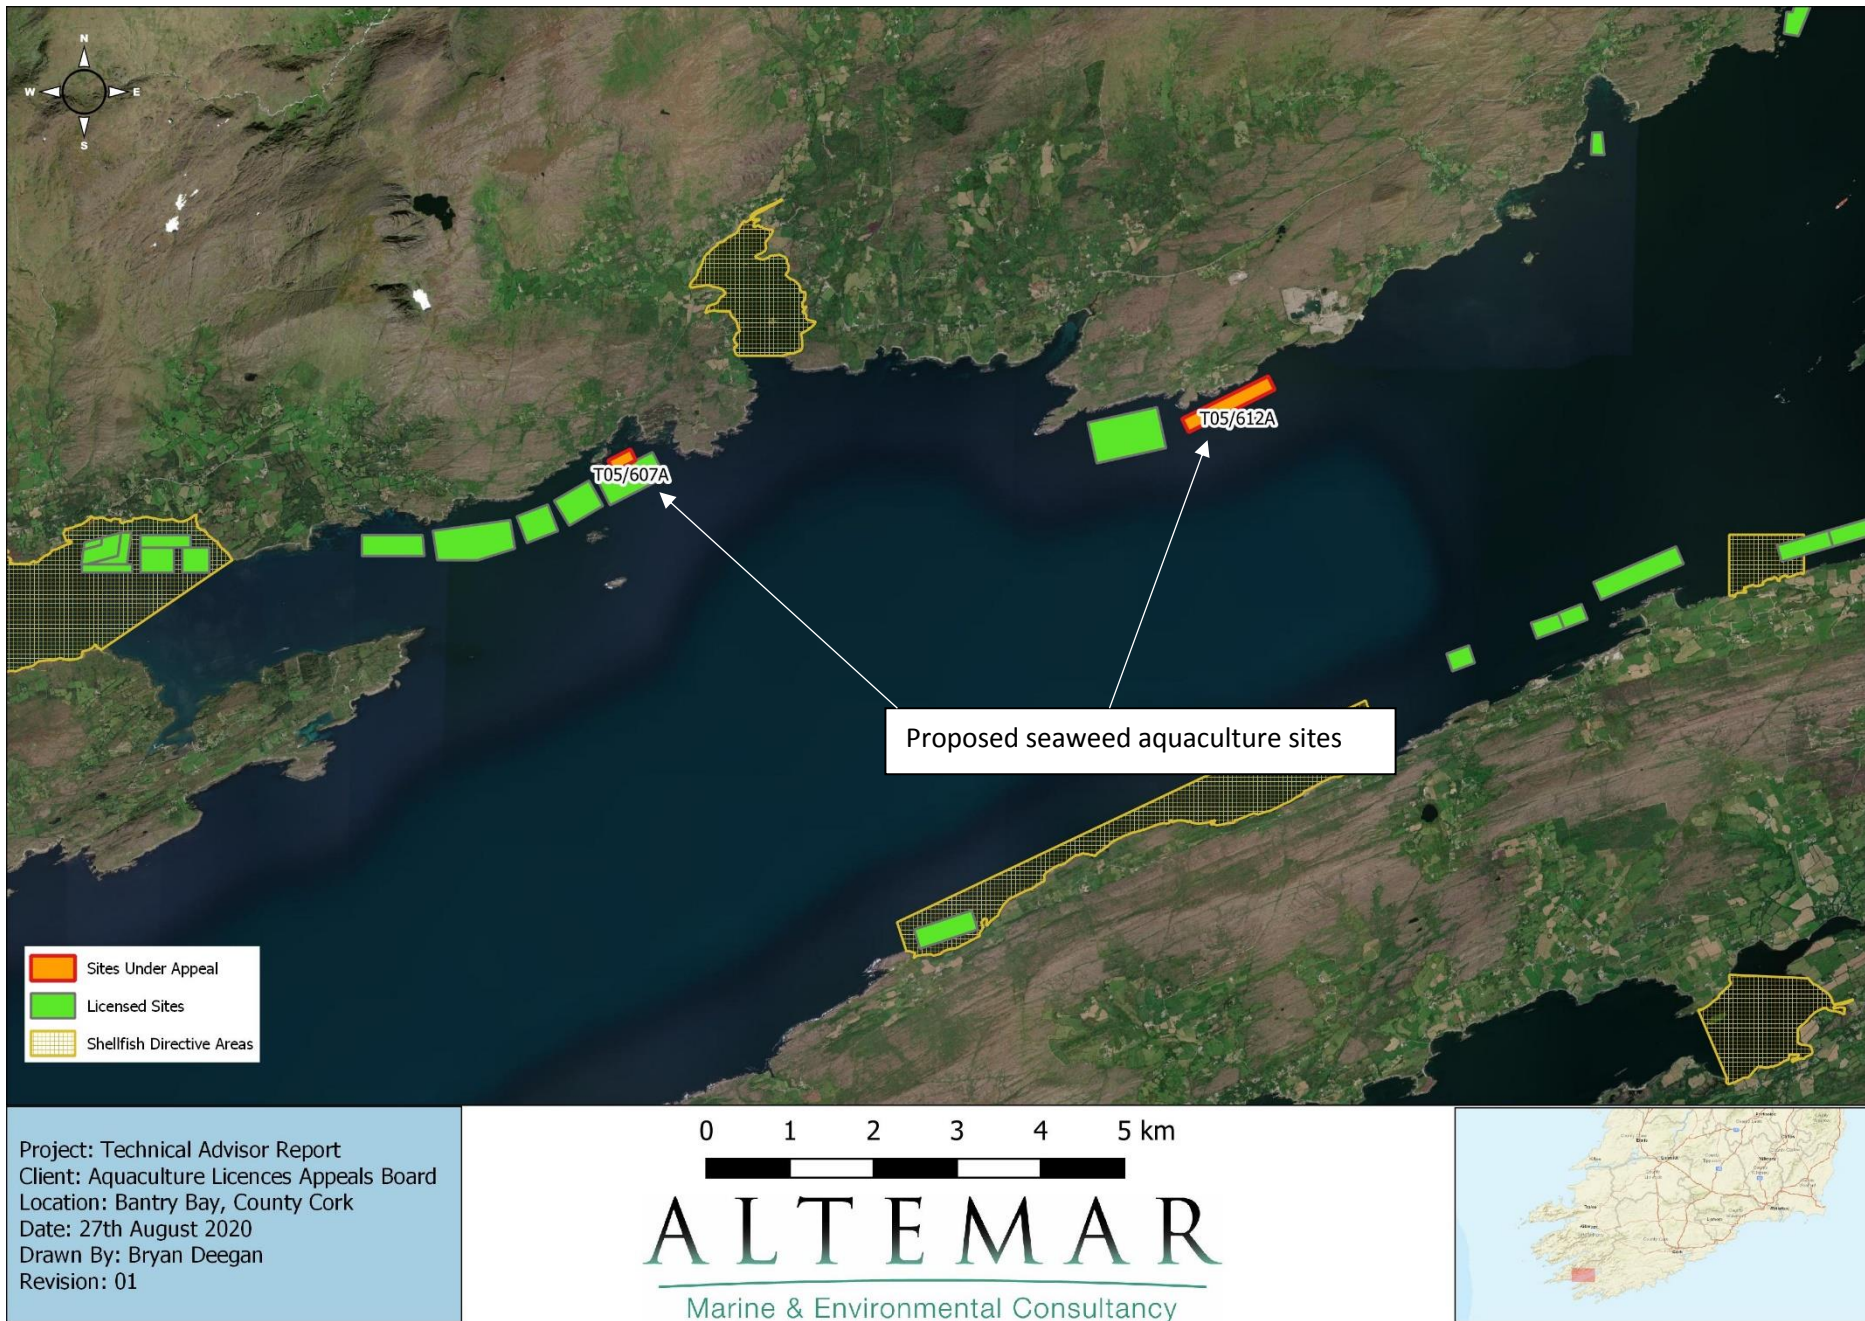 N
W
E
S
T05/612A
T05/607A
Proposed seaweed aquaculture sites
Sites Under Appeal
Licensed Sites
Shellfish Directive Areas
Project: Technical Advisor Report
Client: Aquaculture Licences Appeals Board
Location: Bantry Bay, County Cork
Date: 27th August 2020
Drawn By: Bryan Deegan
Revision: 01
0 1 2 3 4 5 km
ALTEMAR
Marine & Environmental Consultancy